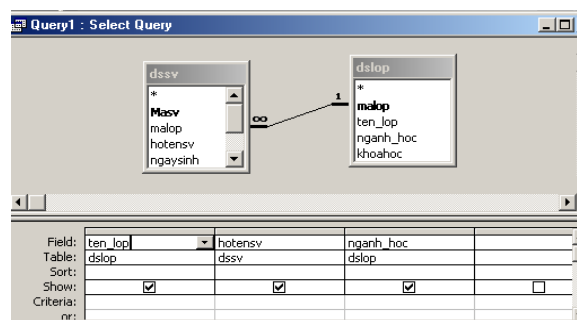 Query1 : Select Query
dssv
*
Masv
malop
hotensv
ngaysinh
∞
1
dslop
*
malop
ten_lop
nganh_hoc
khoahoc
Field: ten_lop hotensv nganh_hoc
Table: dslop dssv dslop
Sort:
Show:
Criteria:
or: